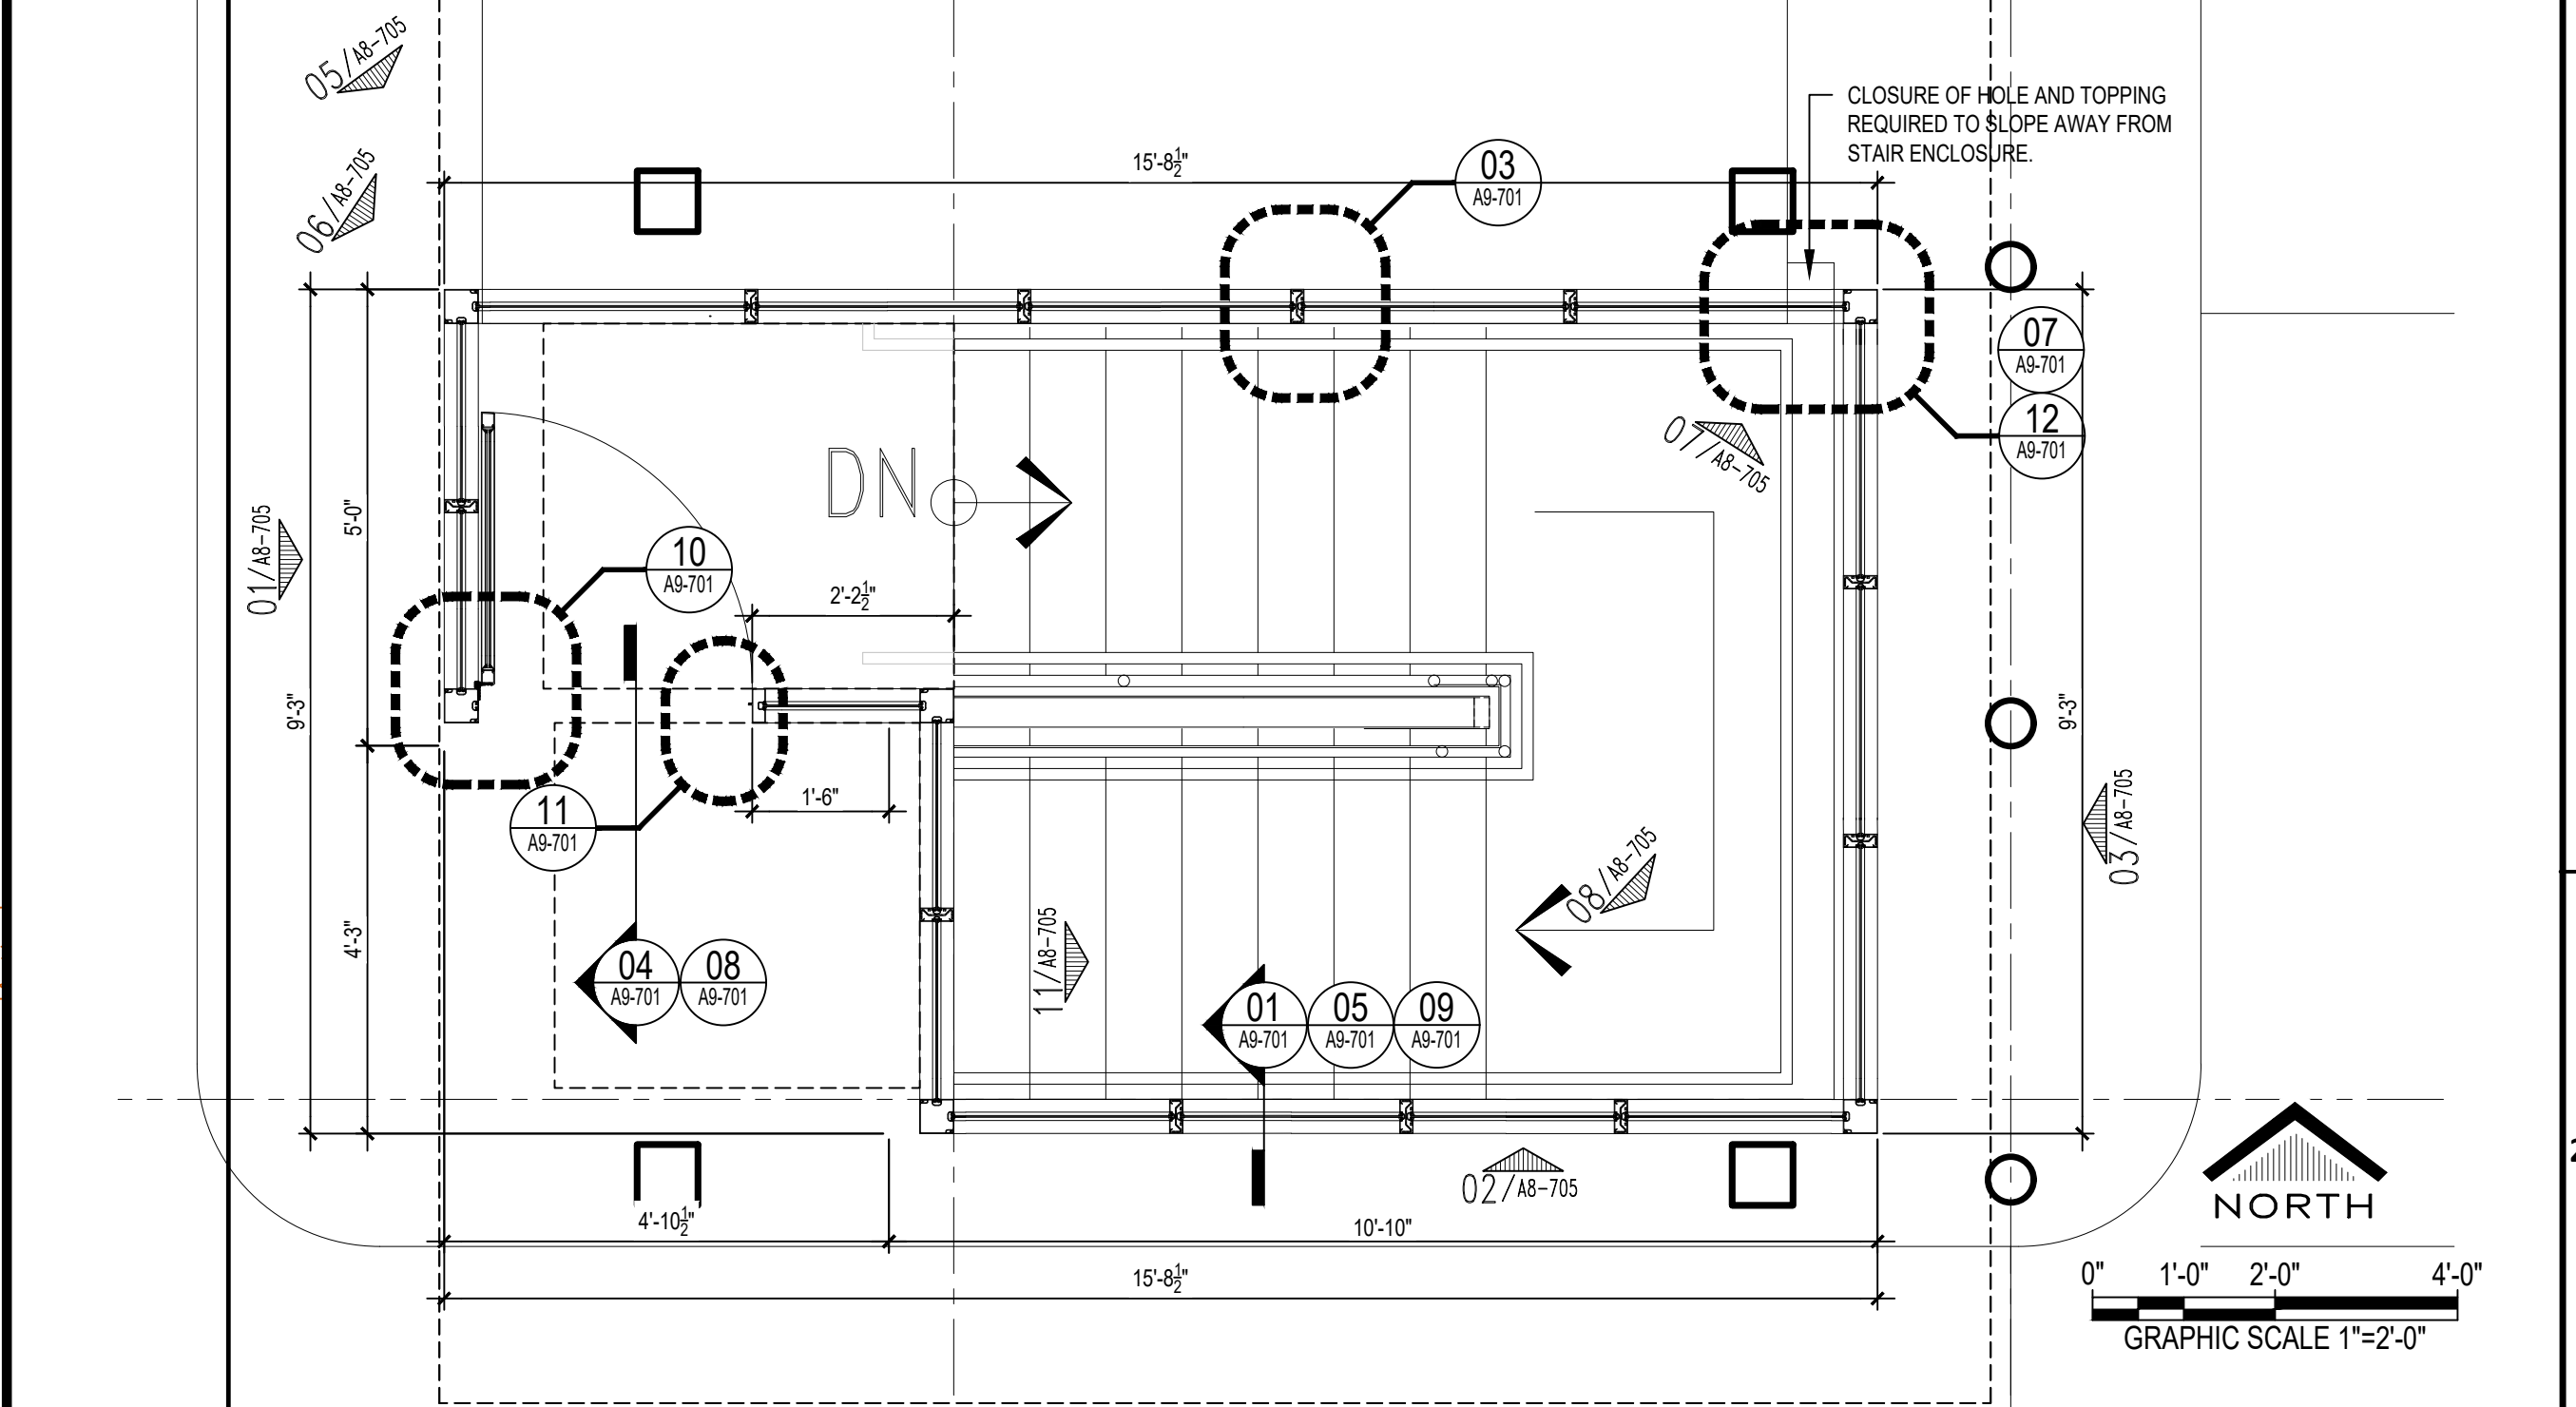 05/A8-705
CLOSURE OF HOLE AND TOPPING
REQUIRED TO SLOPE AWAY FROM
STAIR ENCLOSURE.
15'-8½"
03
A9-701
06/A8-705
07
A9-701
12
A9-701
07/A8-705
DN
5'-0"
01/A8-705
10
A9-701
2'-2½"
9'-3"
9'-3"
1'-6"
11
A9-701
03/A8-705
08/A8-705
4'-3"
11/A8-705
04
A9-701
08
A9-701
01
A9-701
05
A9-701
09
A9-701
02/A8-705
NORTH
4'-10½"
10'-10"
15'-8½"
0" 1'-0" 2'-0" 4'-0"
GRAPHIC SCALE 1"=2'-0"